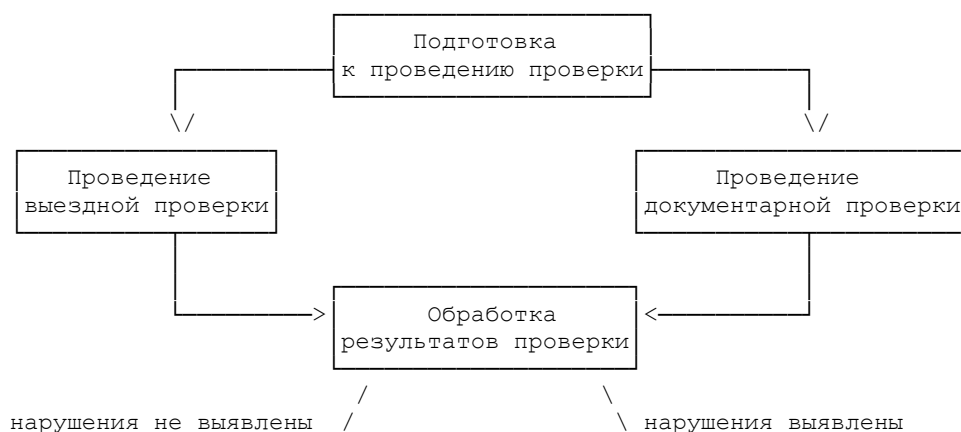 Подготовка
к проведению проверки
Проведение
выездной проверки
Проведение
документарной проверки
Обработка
результатов проверки
нарушения не выявлены
нарушения выявлены